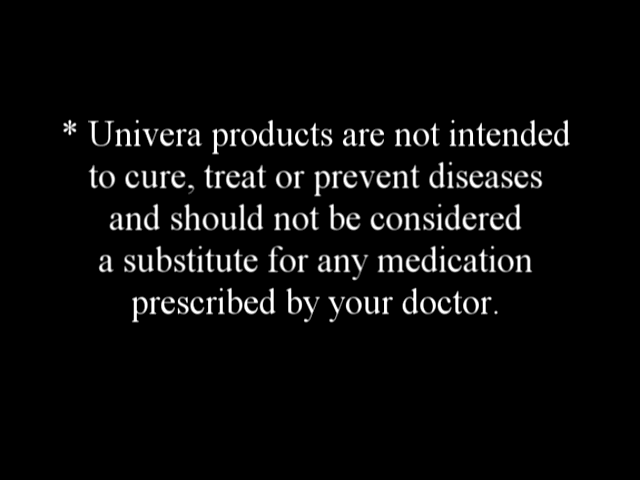 * Univera products are not intended
to cure, treat or prevent diseases
and should not be considered
a substitute for any medication
prescribed by your doctor.